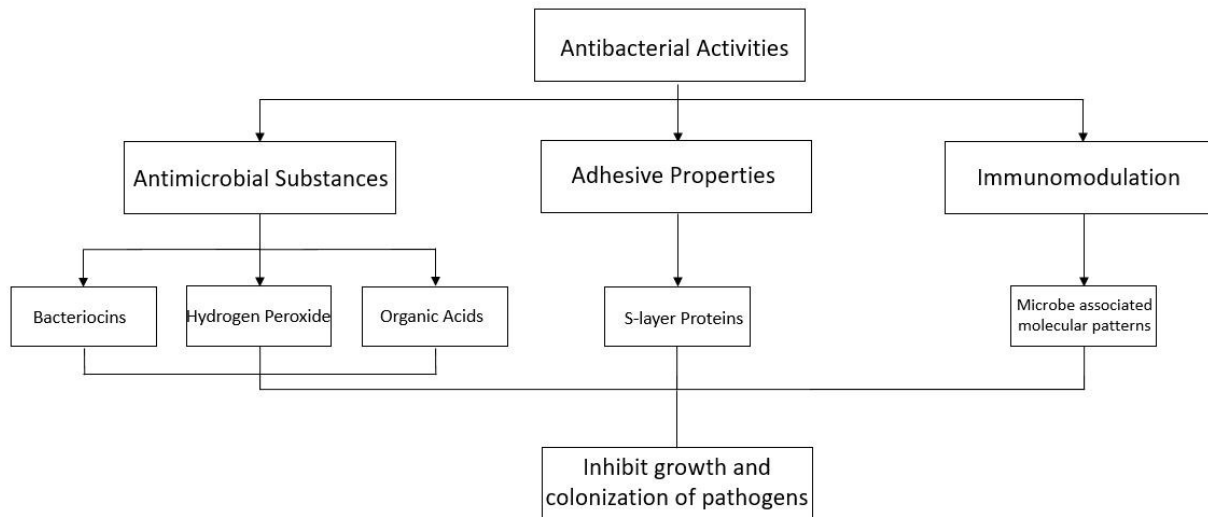 Antibacterial Activities
Antimicrobial Substances
Adhesive Properties
Immunomodulation
Bacteriocins
Hydrogen Peroxide
Organic Acids
S-layer Proteins
Microbe associated
molecular patterns
Inhibit growth and
colonization of pathogens